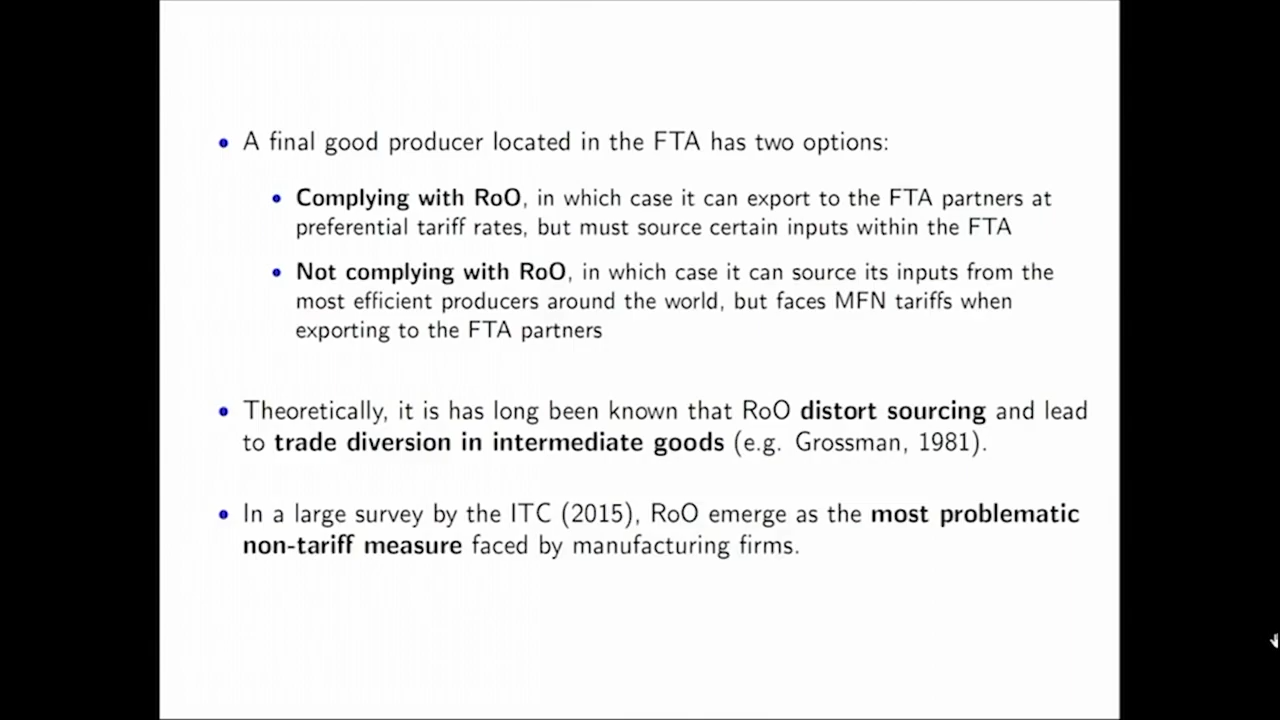 A final good producer located in the FTA has two options:
Complying with RoO, in which case it can export to the FTA partners at
preferential tariff rates, but must source certain inputs within the FTA
Not complying with RoO, in which case it can source its inputs from the
most efficient producers around the world, but faces MFN tariffs when
exporting to the FTA partners
Theoretically, it is has long been known that RoO distort sourcing and lead
to trade diversion in intermediate goods (e.g. Grossman, 1981).
In a large survey by the ITC (2015), RoO emerge as the most problematic
non-tariff measure faced by manufacturing firms.